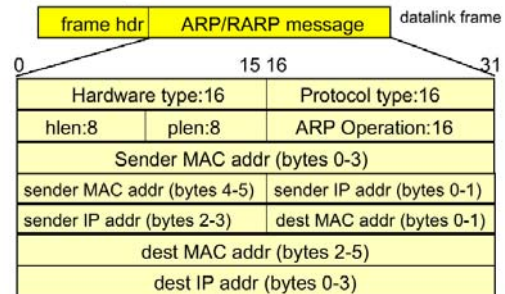 frame hdr ARP/RARP message datalink frame
0 15 16 31
Hardware type:16 Protocol type:16
hlen:8 plen:8 ARP Operation:16
Sender MAC addr (bytes 0-3)
sender MAC addr (bytes 4-5) sender IP addr (bytes 0-1)
sender IP addr (bytes 2-3) dest MAC addr (bytes 0-1)
dest MAC addr (bytes 2-5)
dest IP addr (bytes 0-3)